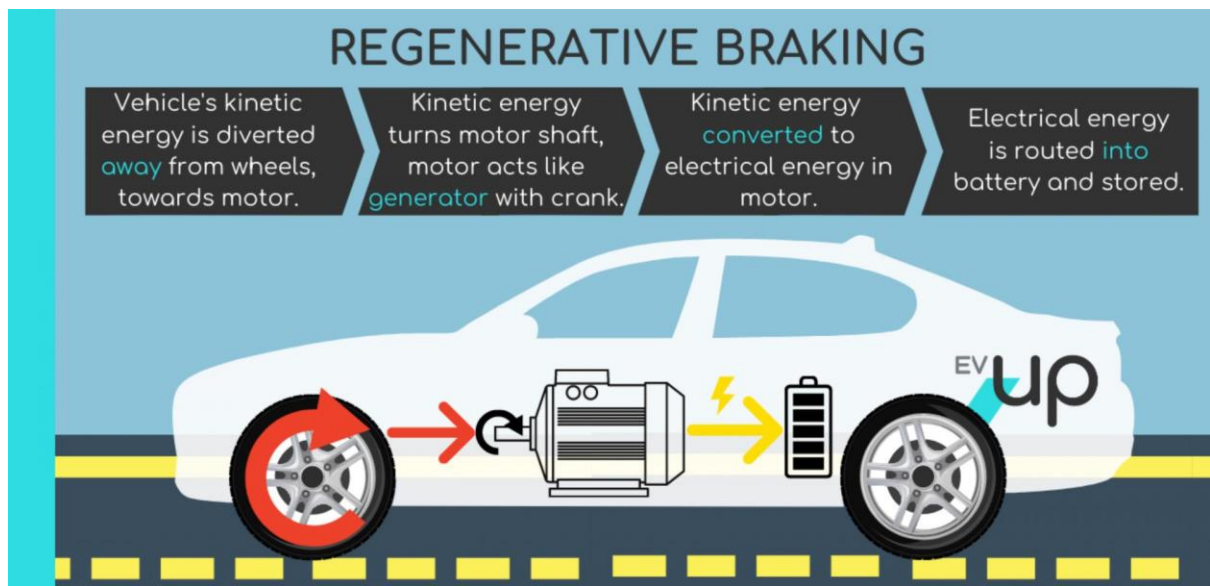 REGENERATIVE BRAKING
Vehicle's kinetic
energy is diverted
away from wheels,
towards motor.
Kinetic energy
turns motor shaft,
motor acts like
generator with crank.
Kinetic energy
converted to
electrical energy in
motor.
Electrical energy
is routed into
battery and stored.
EV up